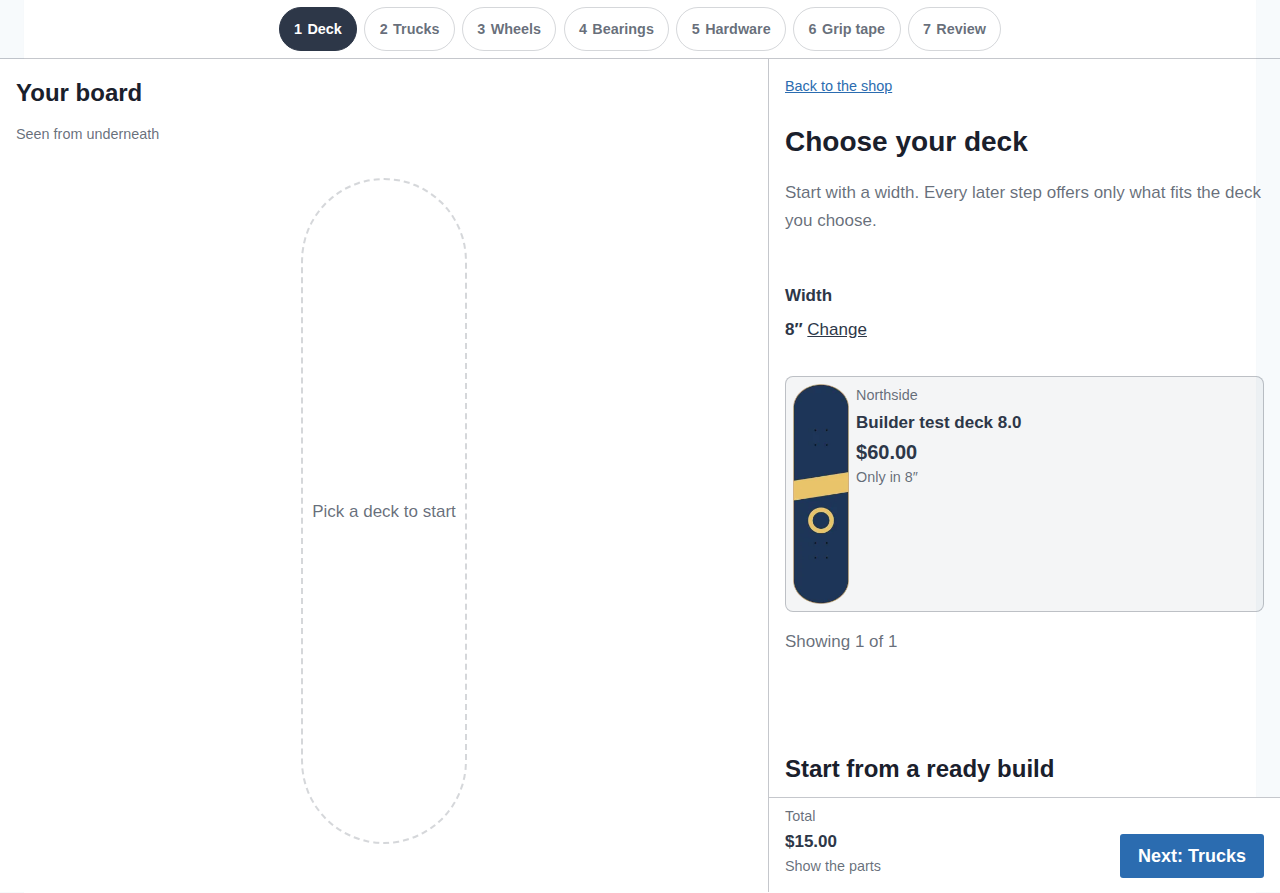 1 Deck
2 Trucks
3 Wheels
4 Bearings
5 Hardware
6 Grip tape
7 Review
Your board
Seen from underneath
Pick a deck to start
Back to the shop
Choose your deck
Start with a width. Every later step offers only what fits the deck
you choose.
Width
8″ Change
Northside
Builder test deck 8.0
$60.00
Only in 8″
Showing 1 of 1
Start from a ready build
Total
$15.00
Show the parts
Next: Trucks